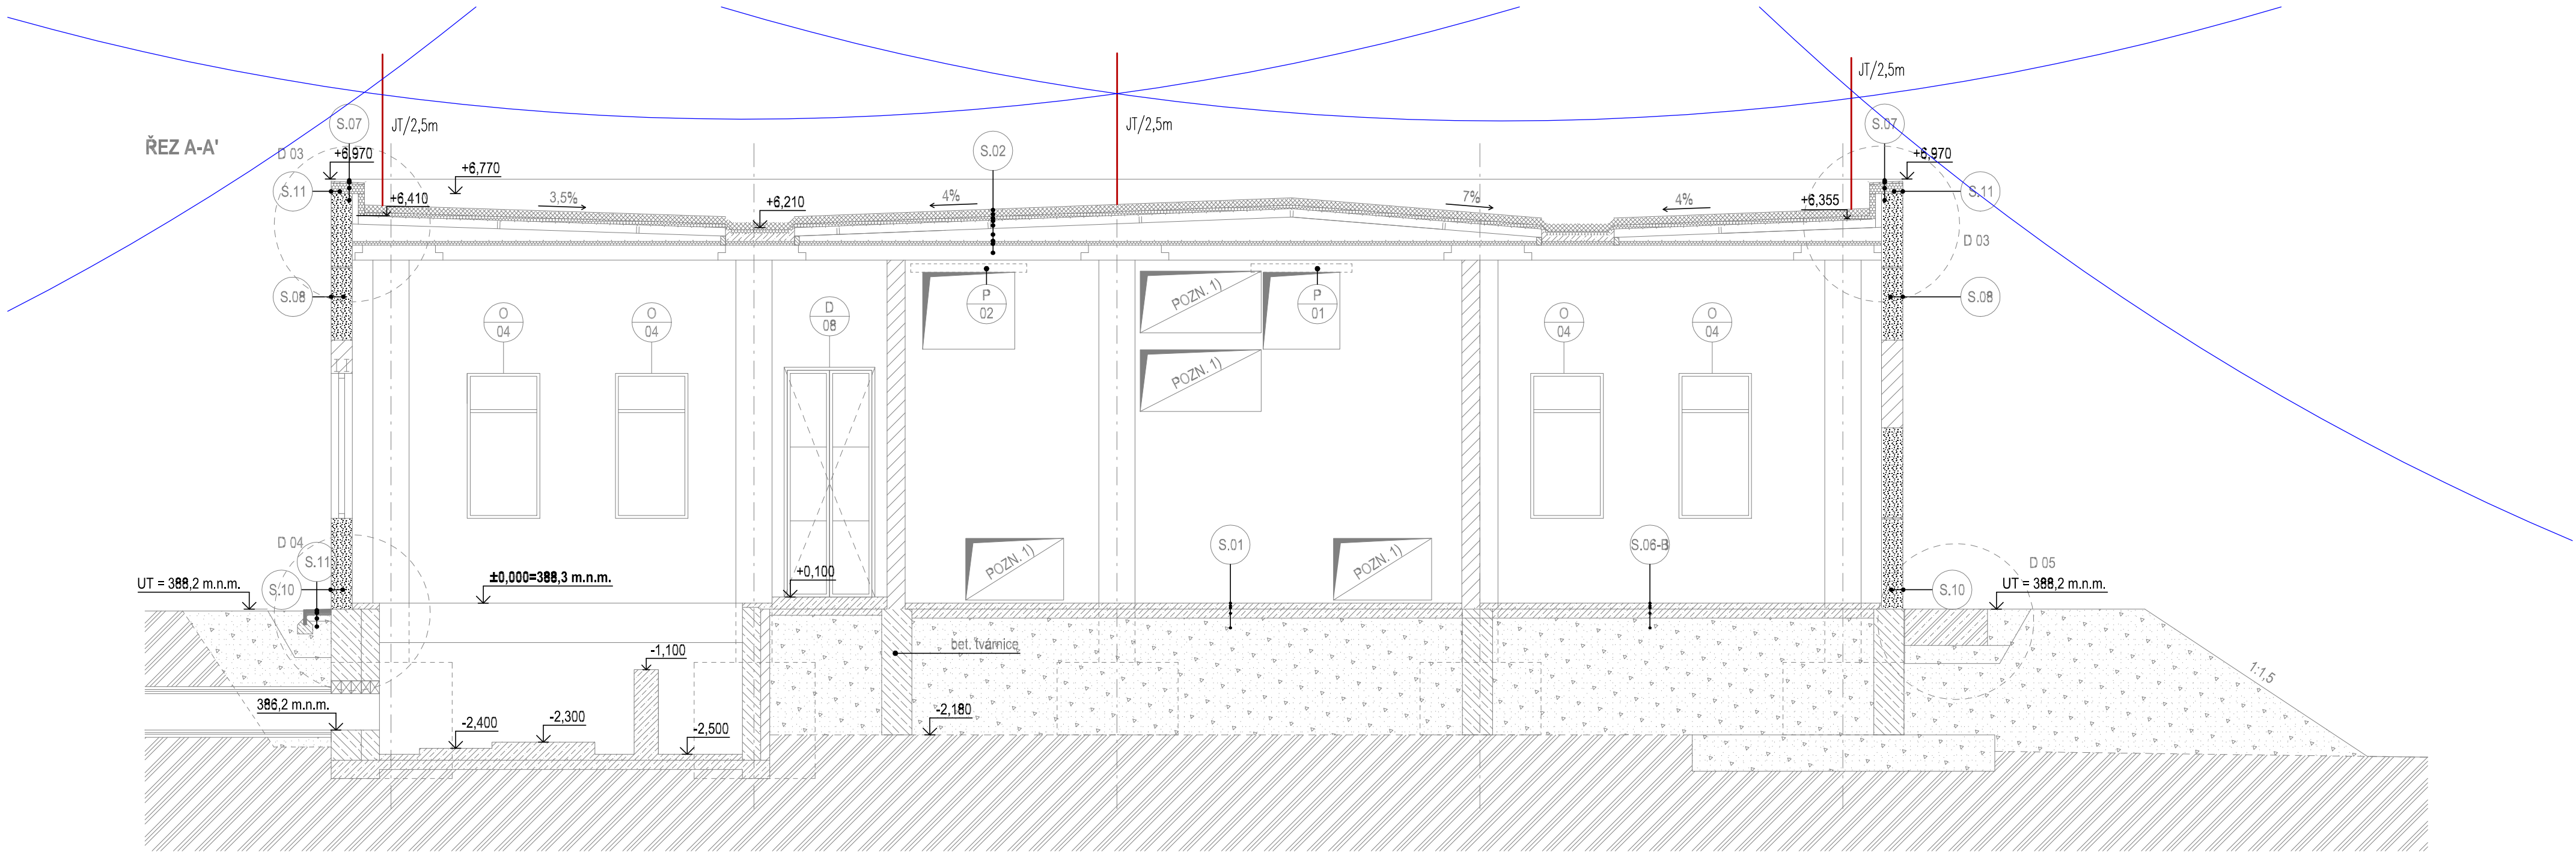 JT/2,5m
JT/2,5m
JT/2,5m
ŘEZ A-A'
S.07
S.07
S.02
D 03
+6,970
+6,970
+6,770
S.11
S.11
3,5%
4%
7%
4%
+6,410
+6,210
+6,355
D 03
S.08
S.08
O
04
O
04
D
08
P
02
POZN. 1)
P
01
O
04
O
04
POZN. 1)
D 04
S.11
S.01
S.06-B
POZN. 1)
POZN. 1)
D 05
UT = 388,2 m.n.m.
S.10
±0,000=388,3 m.n.m.
+0,100
S.10
UT = 388,2 m.n.m.
bet. tvárnice
-1,100
1:1,5
386,2 m.n.m.
-2,400
-2,300
-2,500
-2,180